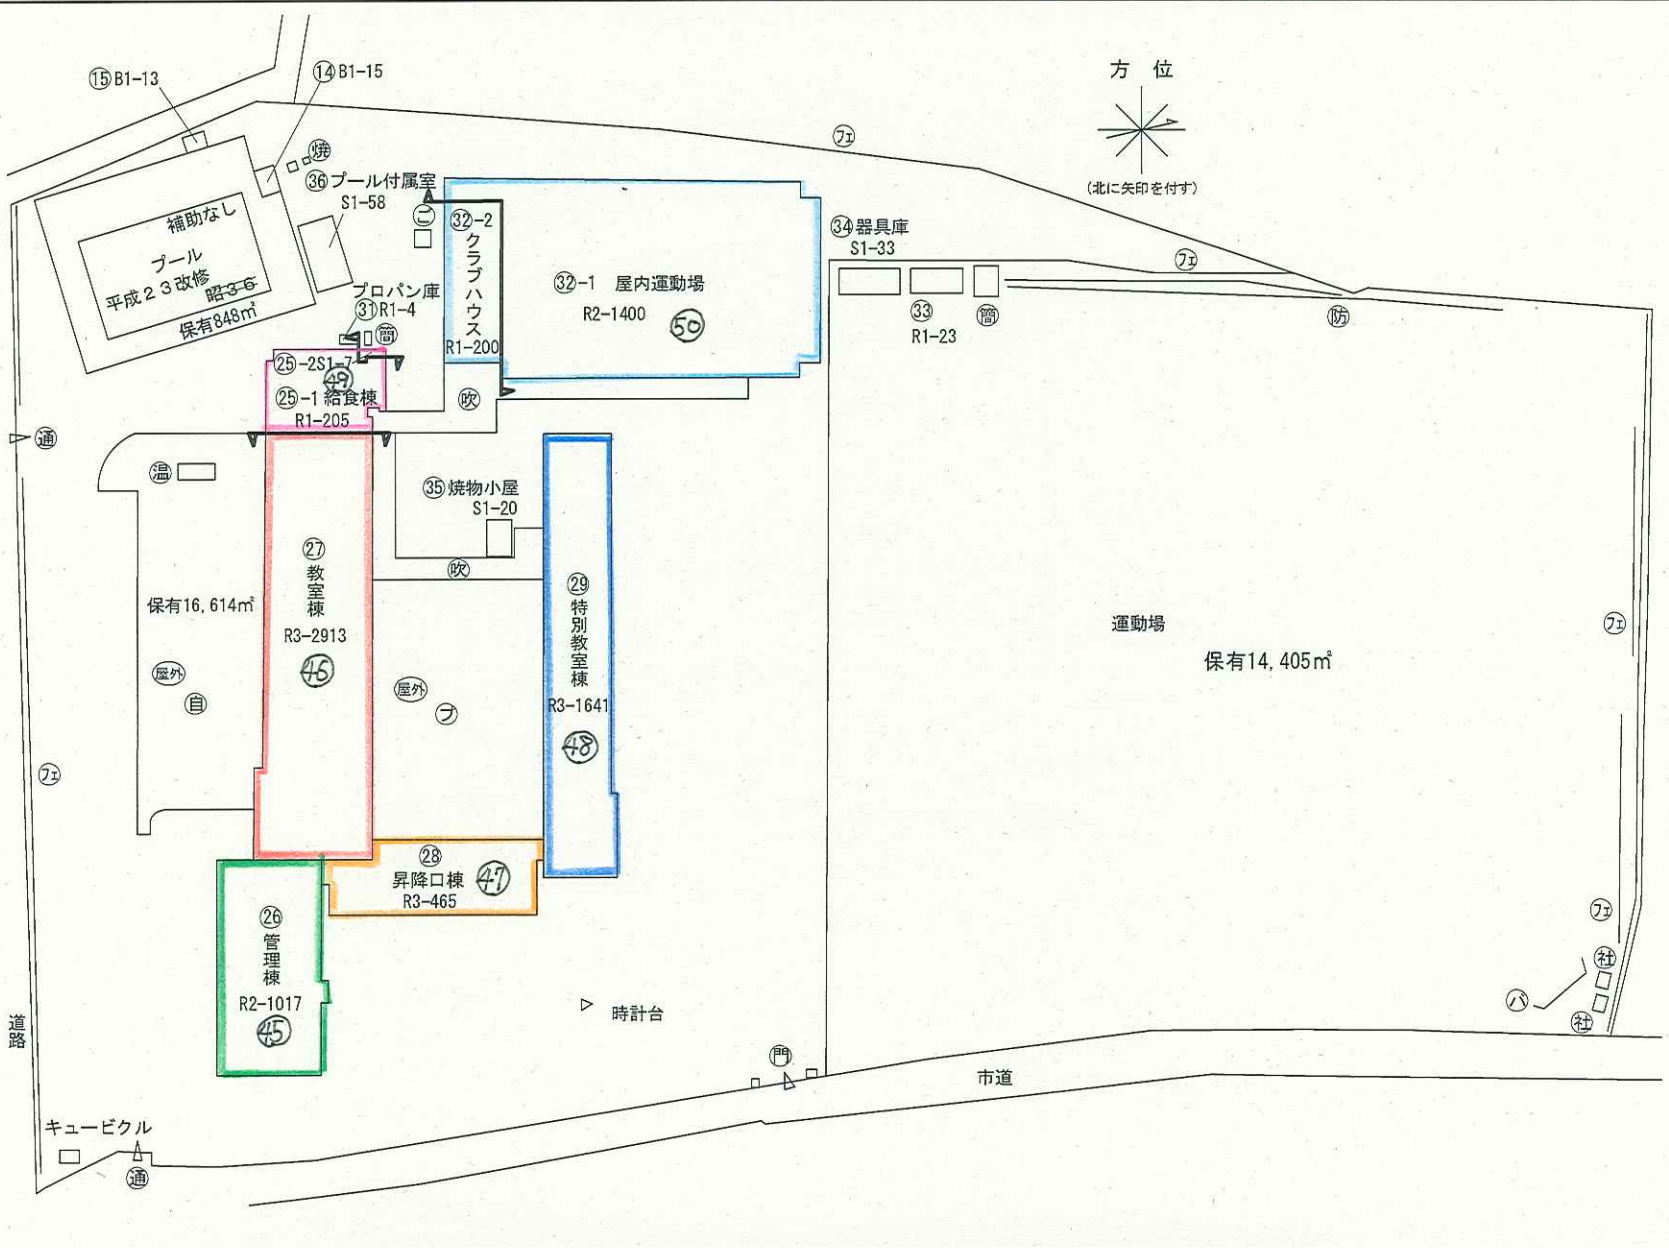 方 位
(北に矢印を付す)
⑮B1-13
⑭B1-15
焼
㊱プール付属室
S1-58
補助なし
プール
平成23改修
昭36
保有848㎡
ご
プロパン庫
㉛R1-4
簡
㉜-2
クラブハウス
R1-200
㉜-1 屋内運動場
R2-1400
㊿
フェ
㉞器具庫
S1-33
㉝
R1-23
簡
フェ
防
㉕-2S1-7
㊾
㉕-1 給食棟
R1-205
吹
通
温
㉟焼物小屋
S1-20
吹
㉗
教室棟
R3-2913
㊻
保有16,614㎡
屋外
自
屋外
プ
㉙
特別教室棟
R3-1641
㊽
運動場
保有14,405㎡
フェ
フェ
㉘
昇降口棟
R3-465
㊼
㉖
管理棟
R2-1017
㊺
時計台
フェ
社
バ
社
道路
門
市道
キュービクル
通